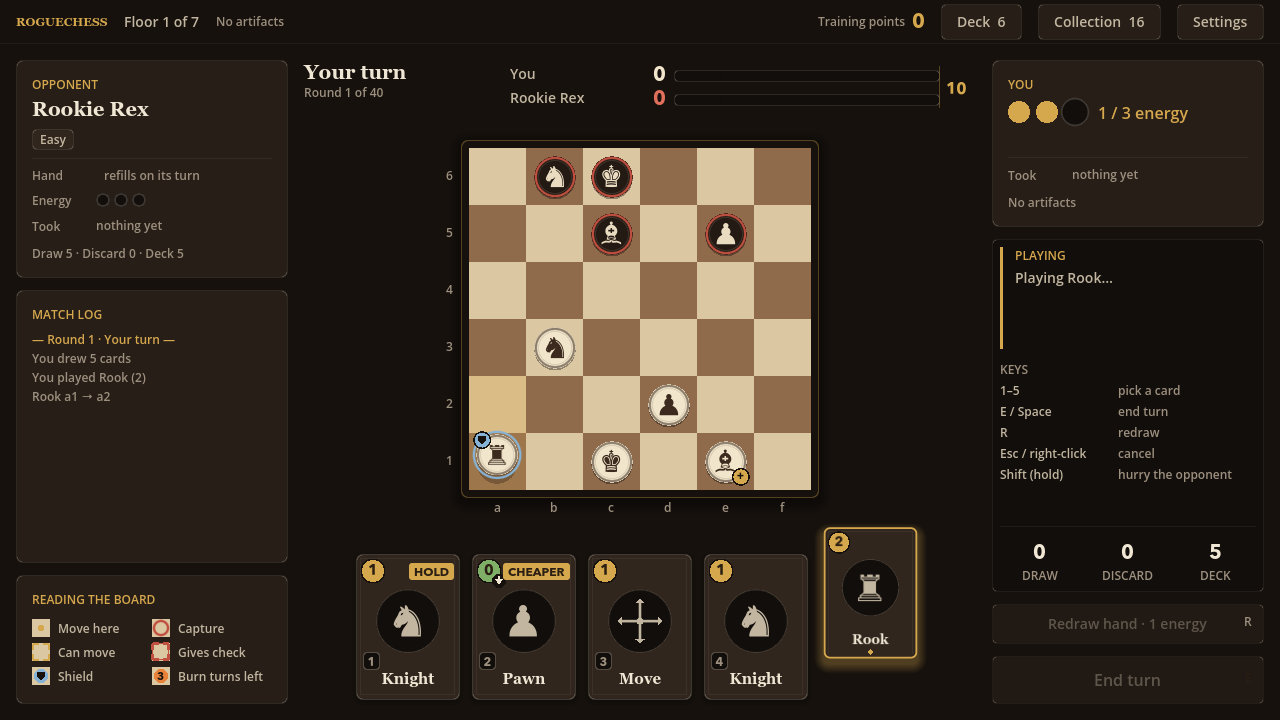 ROGUECHESS
Floor 1 of 7
No artifacts
Training points 0
Deck 6
Collection 16
Settings
OPPONENT
Rookie Rex
Easy
Hand refills on its turn
Energy
Took nothing yet
Draw 5 · Discard 0 · Deck 5
MATCH LOG
— Round 1 · Your turn —
You drew 5 cards
You played Rook (2)
Rook a1 → a2
READING THE BOARD
Move here
Capture
Can move
Gives check
Shield
3 Burn turns left
Your turn
Round 1 of 40
You 0
Rookie Rex 0
10
6
5
4
3
2
1
a b c d e f
+
1 HOLD
1 Knight
0 CHEAPER
2 Pawn
1
3 Move
1
4 Knight
2
Rook
YOU
1 / 3 energy
Took nothing yet
No artifacts
PLAYING
Playing Rook...
KEYS
1–5 pick a card
E / Space end turn
R redraw
Esc / right-click cancel
Shift (hold) hurry the opponent
0 0 5
DRAW DISCARD DECK
Redraw hand · 1 energy R
End turn